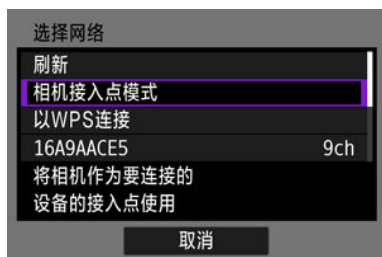 选择网络
刷新
相机接入点模式
以WPS连接
16A9AACE5 9ch
将相机作为要连接的
设备的接入点使用
取消